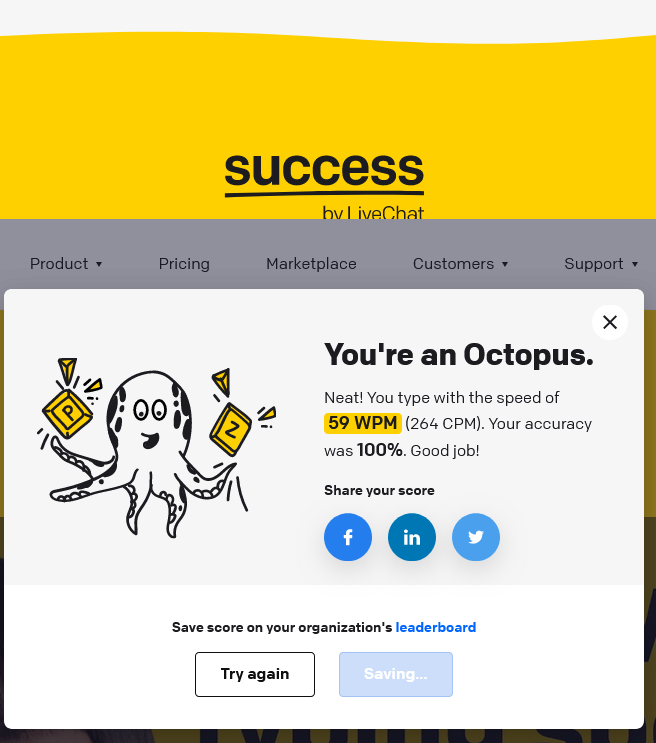 success
by LiveChat
Product Pricing Marketplace Customers Support
You're an Octopus.
Neat! You type with the speed of
59 WPM (264 CPM). Your accuracy
was 100%. Good job!
P
Z
Share your score
f in
Save score on your organization's leaderboard
Try again Saving...